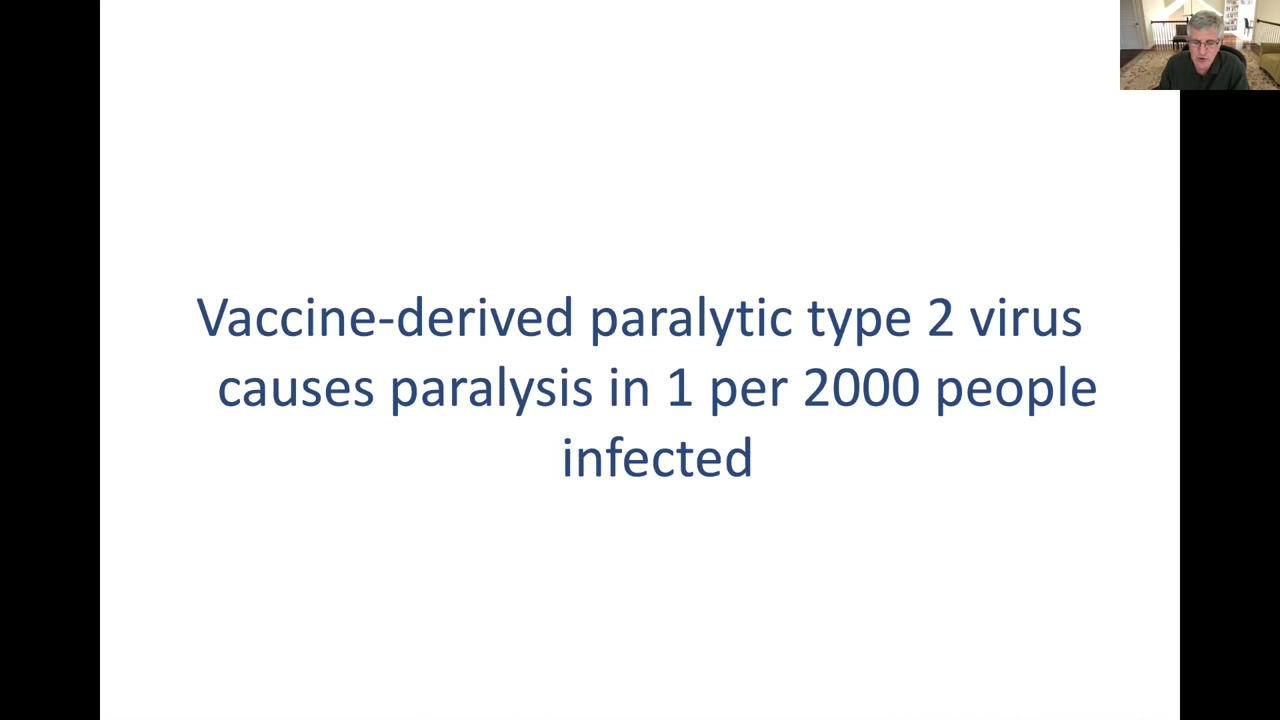 Vaccine-derived paralytic type 2 virus
causes paralysis in 1 per 2000 people
infected